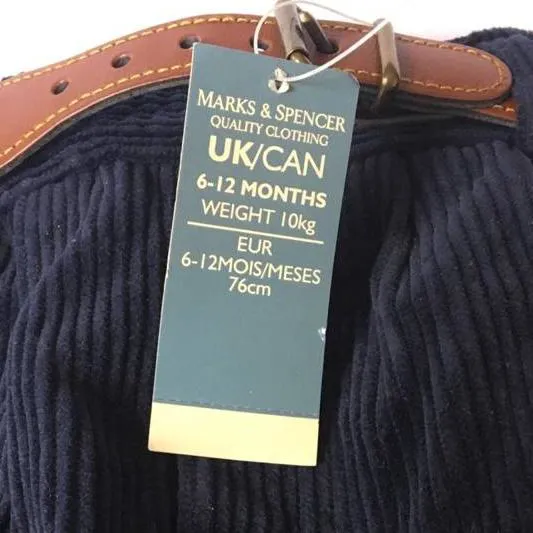 MARKS & SPENCER
QUALITY CLOTHING
UK/CAN
6-12 MONTHS
WEIGHT 10kg
EUR
6-12MOIS/MESES
76cm